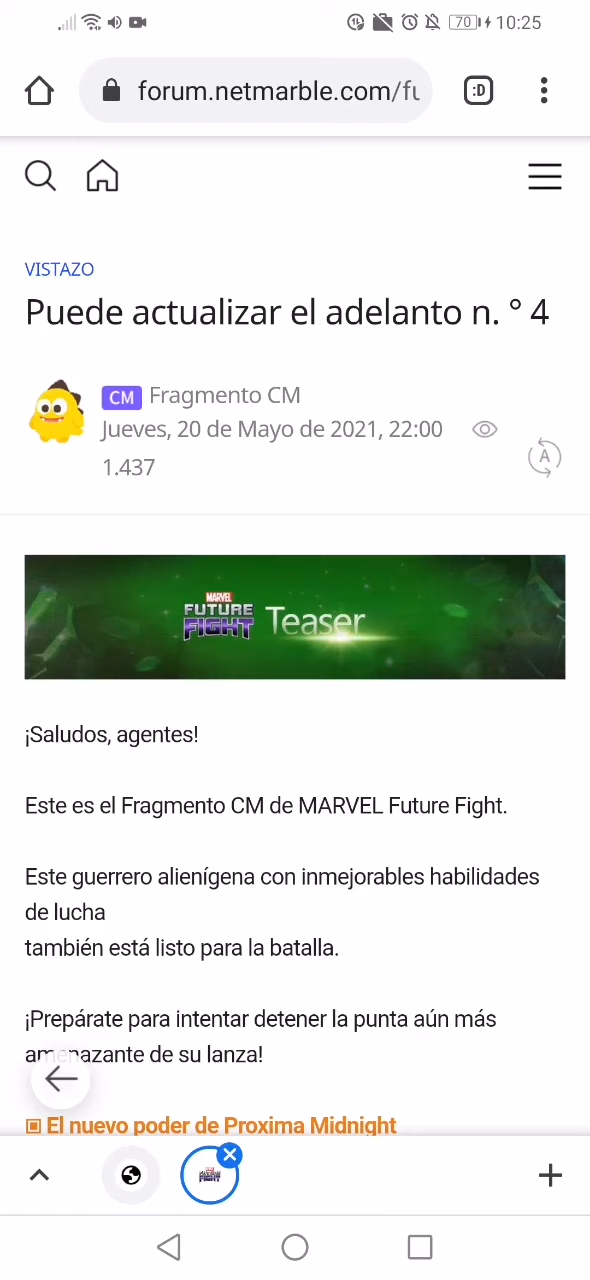 70 10:25
forum.netmarble.com/fu
:D
VISTAZO
Puede actualizar el adelanto n. ° 4
CM Fragmento CM
Jueves, 20 de Mayo de 2021, 22:00
1.437
A
MARVEL
FUTURE
FIGHT Teaser
¡Saludos, agentes!
Este es el Fragmento CM de MARVEL Future Fight.
Este guerrero alienígena con inmejorables habilidades
de lucha
también está listo para la batalla.
¡Prepárate para intentar detener la punta aún más
amenazante de su lanza!
▣ El nuevo poder de Proxima Midnight